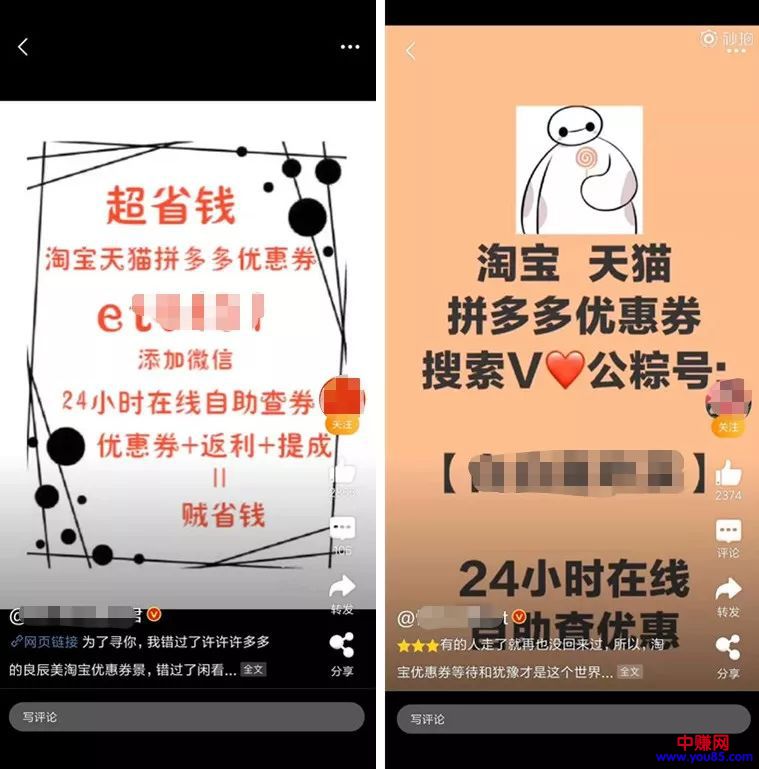 超省钱
淘宝天猫拼多多优惠券
添加微信
24小时在线自助查券
关注
优惠券+返利+提成
=
贼省钱
转发
@
君
网页链接 为了寻你，我错过了许许许多多
的良辰美淘宝优惠券景，错过了闲看... 全文
分享
写评论
秒拍
淘宝 天猫
拼多多优惠券
搜索V❤️公粽号:
关注
【
】
2374
评论
24小时在线
自助查优惠
转发
@
t
⭐⭐⭐有的人走了就再也没回来过，所以，淘
宝优惠券等待和犹豫才是这个世界... 全文
分享
写评论
中赚网
www.you85.com